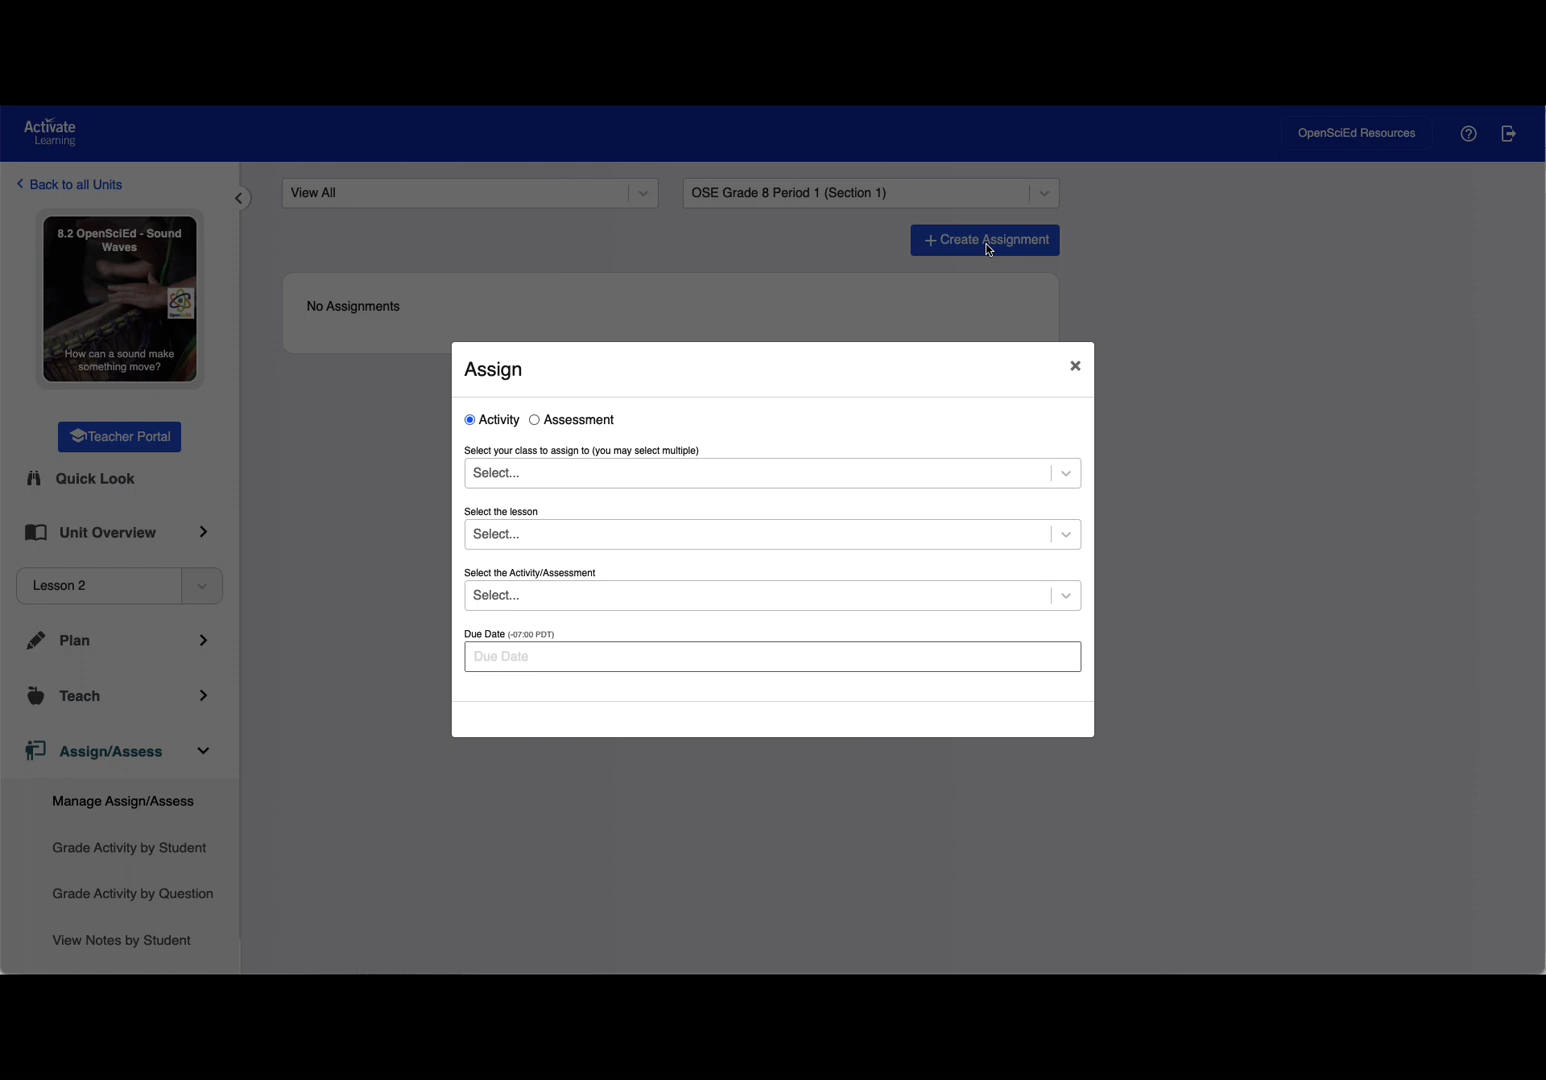 Activate
Learning
OpenSciEd Resources
Back to all Units
View All
OSE Grade 8 Period 1 (Section 1)
8.2 OpenSciEd - Sound
Waves
+ Create Assignment
No Assignments
How can a sound make
something move?
Assign
Activity
Assessment
Select your class to assign to (you may select multiple)
Select...
Select the lesson
Select...
Select the Activity/Assessment
Select...
Due Date (-07:00 PDT)
Due Date
Teacher Portal
Quick Look
Unit Overview
Lesson 2
Plan
Teach
Assign/Assess
Manage Assign/Assess
Grade Activity by Student
Grade Activity by Question
View Notes by Student